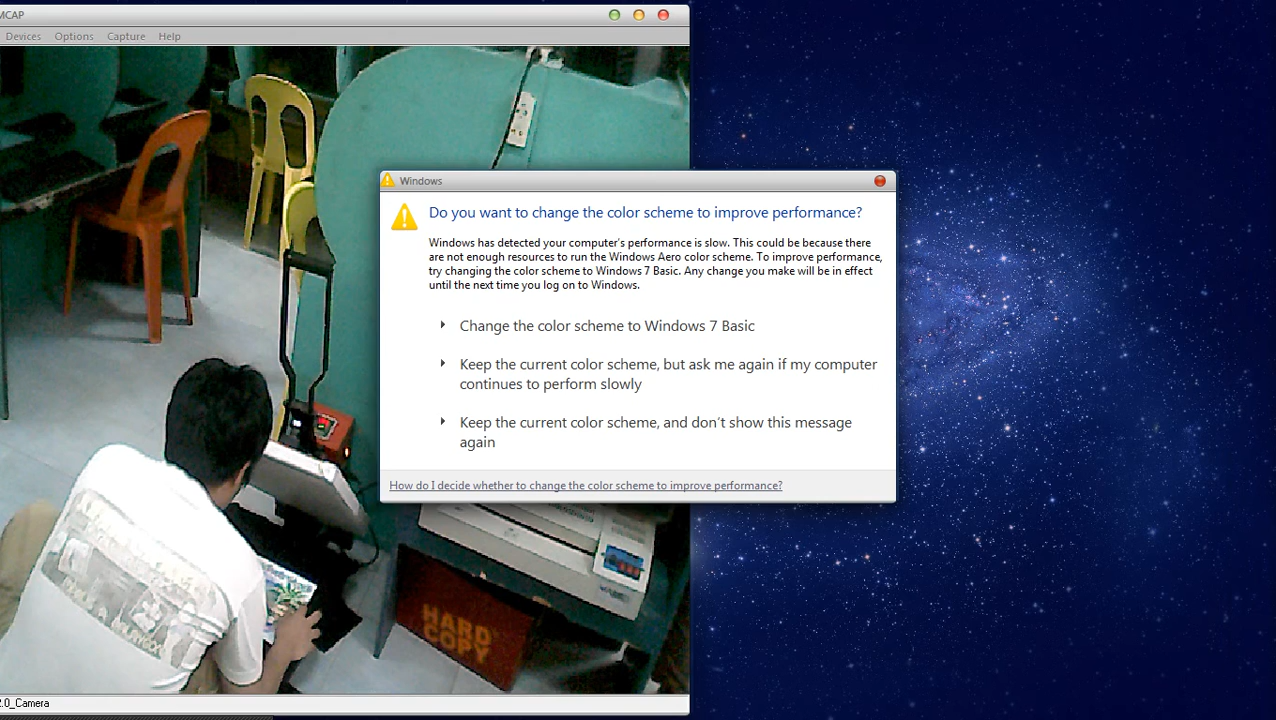 MCAP
Devices Options Capture Help
Windows
Do you want to change the color scheme to improve performance?
Windows has detected your computer's performance is slow. This could be because there
are not enough resources to run the Windows Aero color scheme. To improve performance,
try changing the color scheme to Windows 7 Basic. Any change you make will be in effect
until the next time you log on to Windows.
Change the color scheme to Windows 7 Basic
Keep the current color scheme, but ask me again if my computer
continues to perform slowly
Keep the current color scheme, and don't show this message
again
How do I decide whether to change the color scheme to improve performance?
HARD
COPY
2.0_Camera